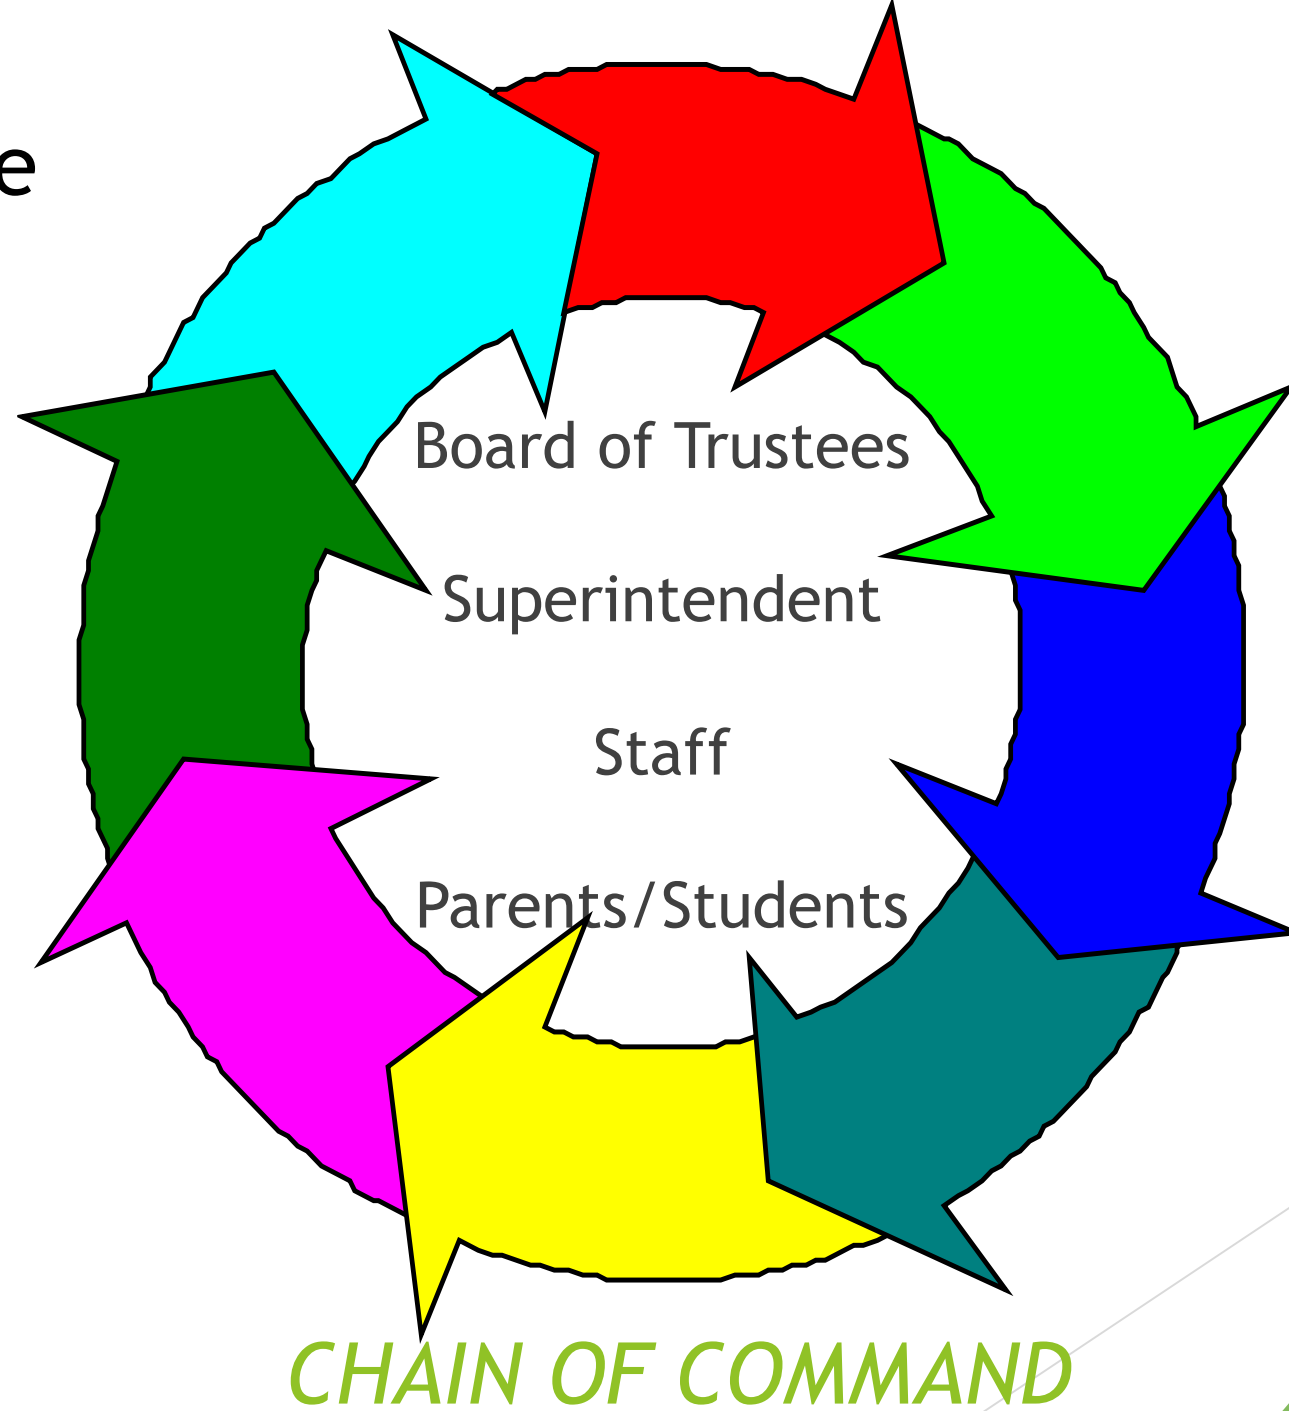 e
Board of Trustees
Superintendent
Staff
Parents/Students
CHAIN OF COMMAND